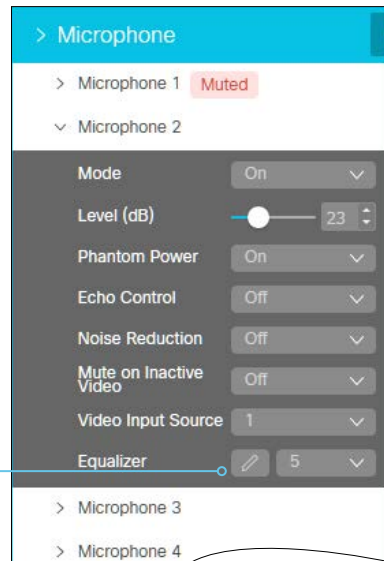 Microphone
Microphone 1 Muted
Microphone 2
Mode On
Level (dB) 23
Phantom Power On
Echo Control Off
Noise Reduction Off
Mute on Inactive
Video Off
Video Input Source 1
Equalizer 5
Microphone 3
Microphone 4